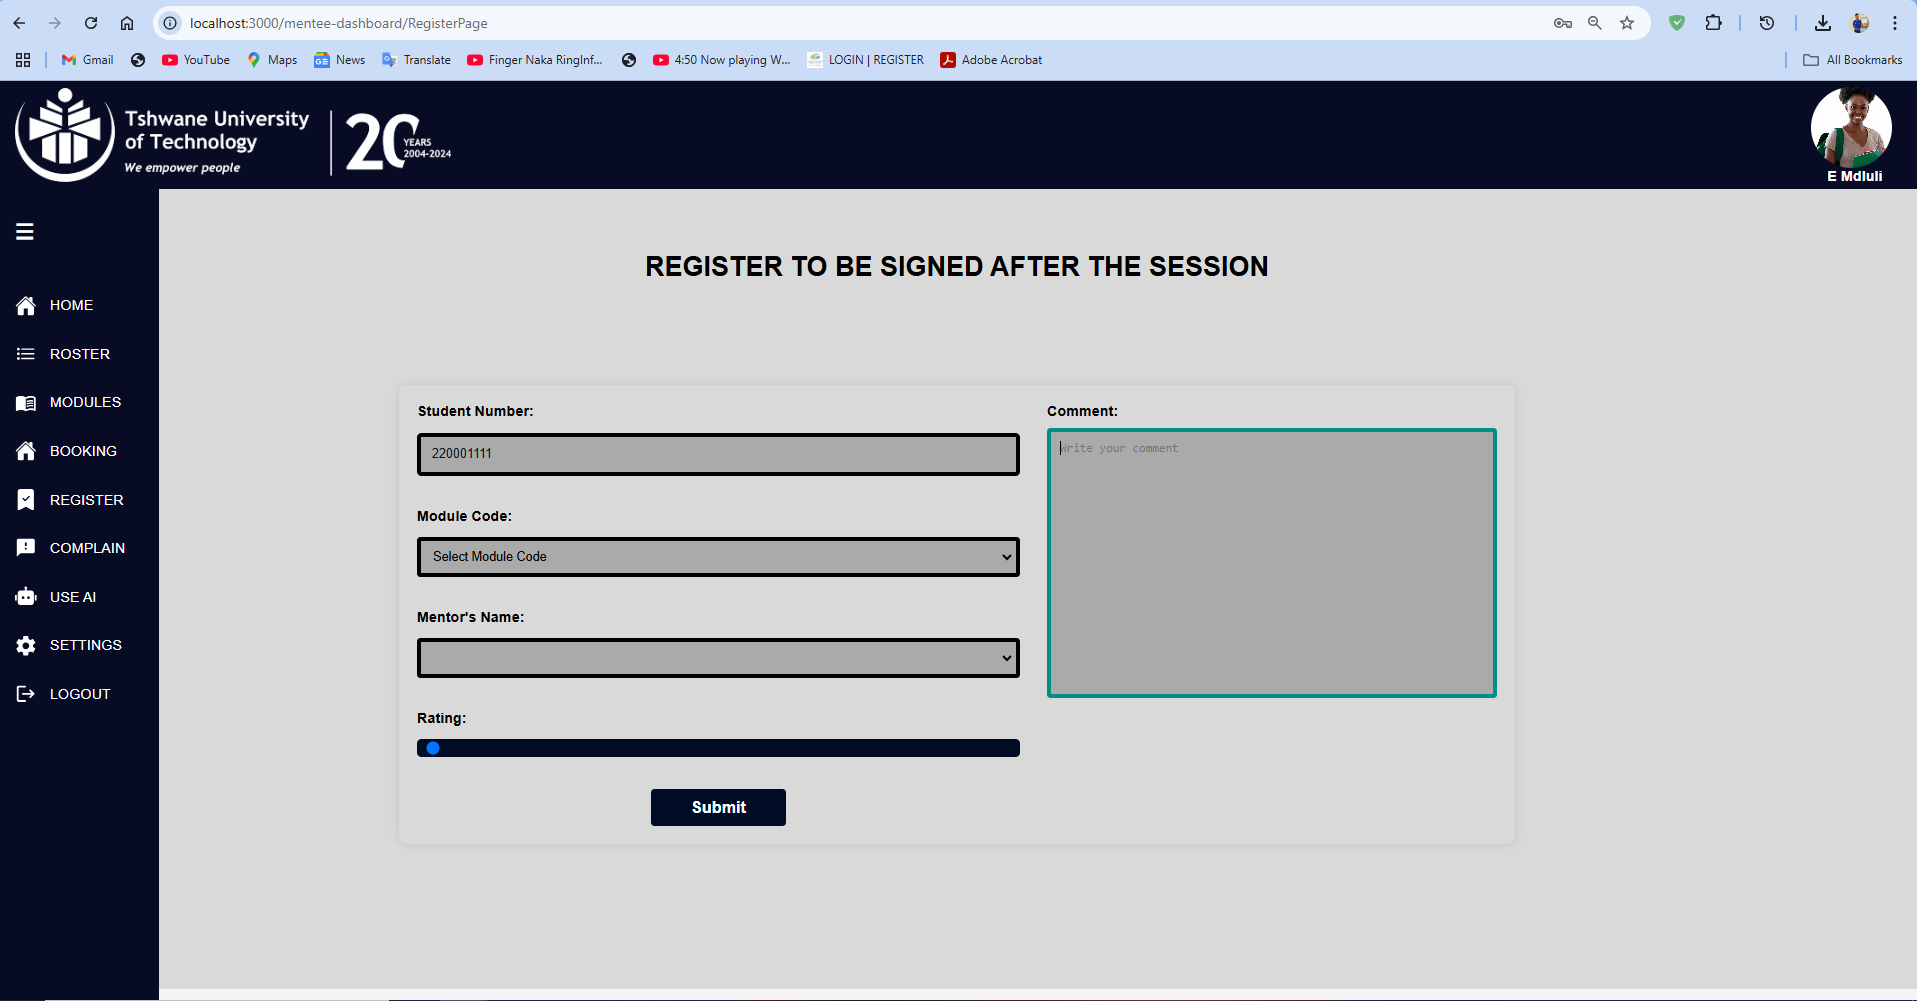 localhost:3000/mentee-dashboard/RegisterPage
Gmail YouTube Maps News Translate Finger Naka RingInf... 4:50 Now playing W... LOGIN | REGISTER Adobe Acrobat All Bookmarks
Tshwane University
of Technology
We empower people
20 YEARS
2004-2024
E Mdluli
REGISTER TO BE SIGNED AFTER THE SESSION
HOME
ROSTER
MODULES
BOOKING
REGISTER
COMPLAIN
USE AI
SETTINGS
LOGOUT
Student Number:
220001111
Module Code:
Select Module Code
Mentor's Name:
Rating:
Submit
Comment:
Write your comment